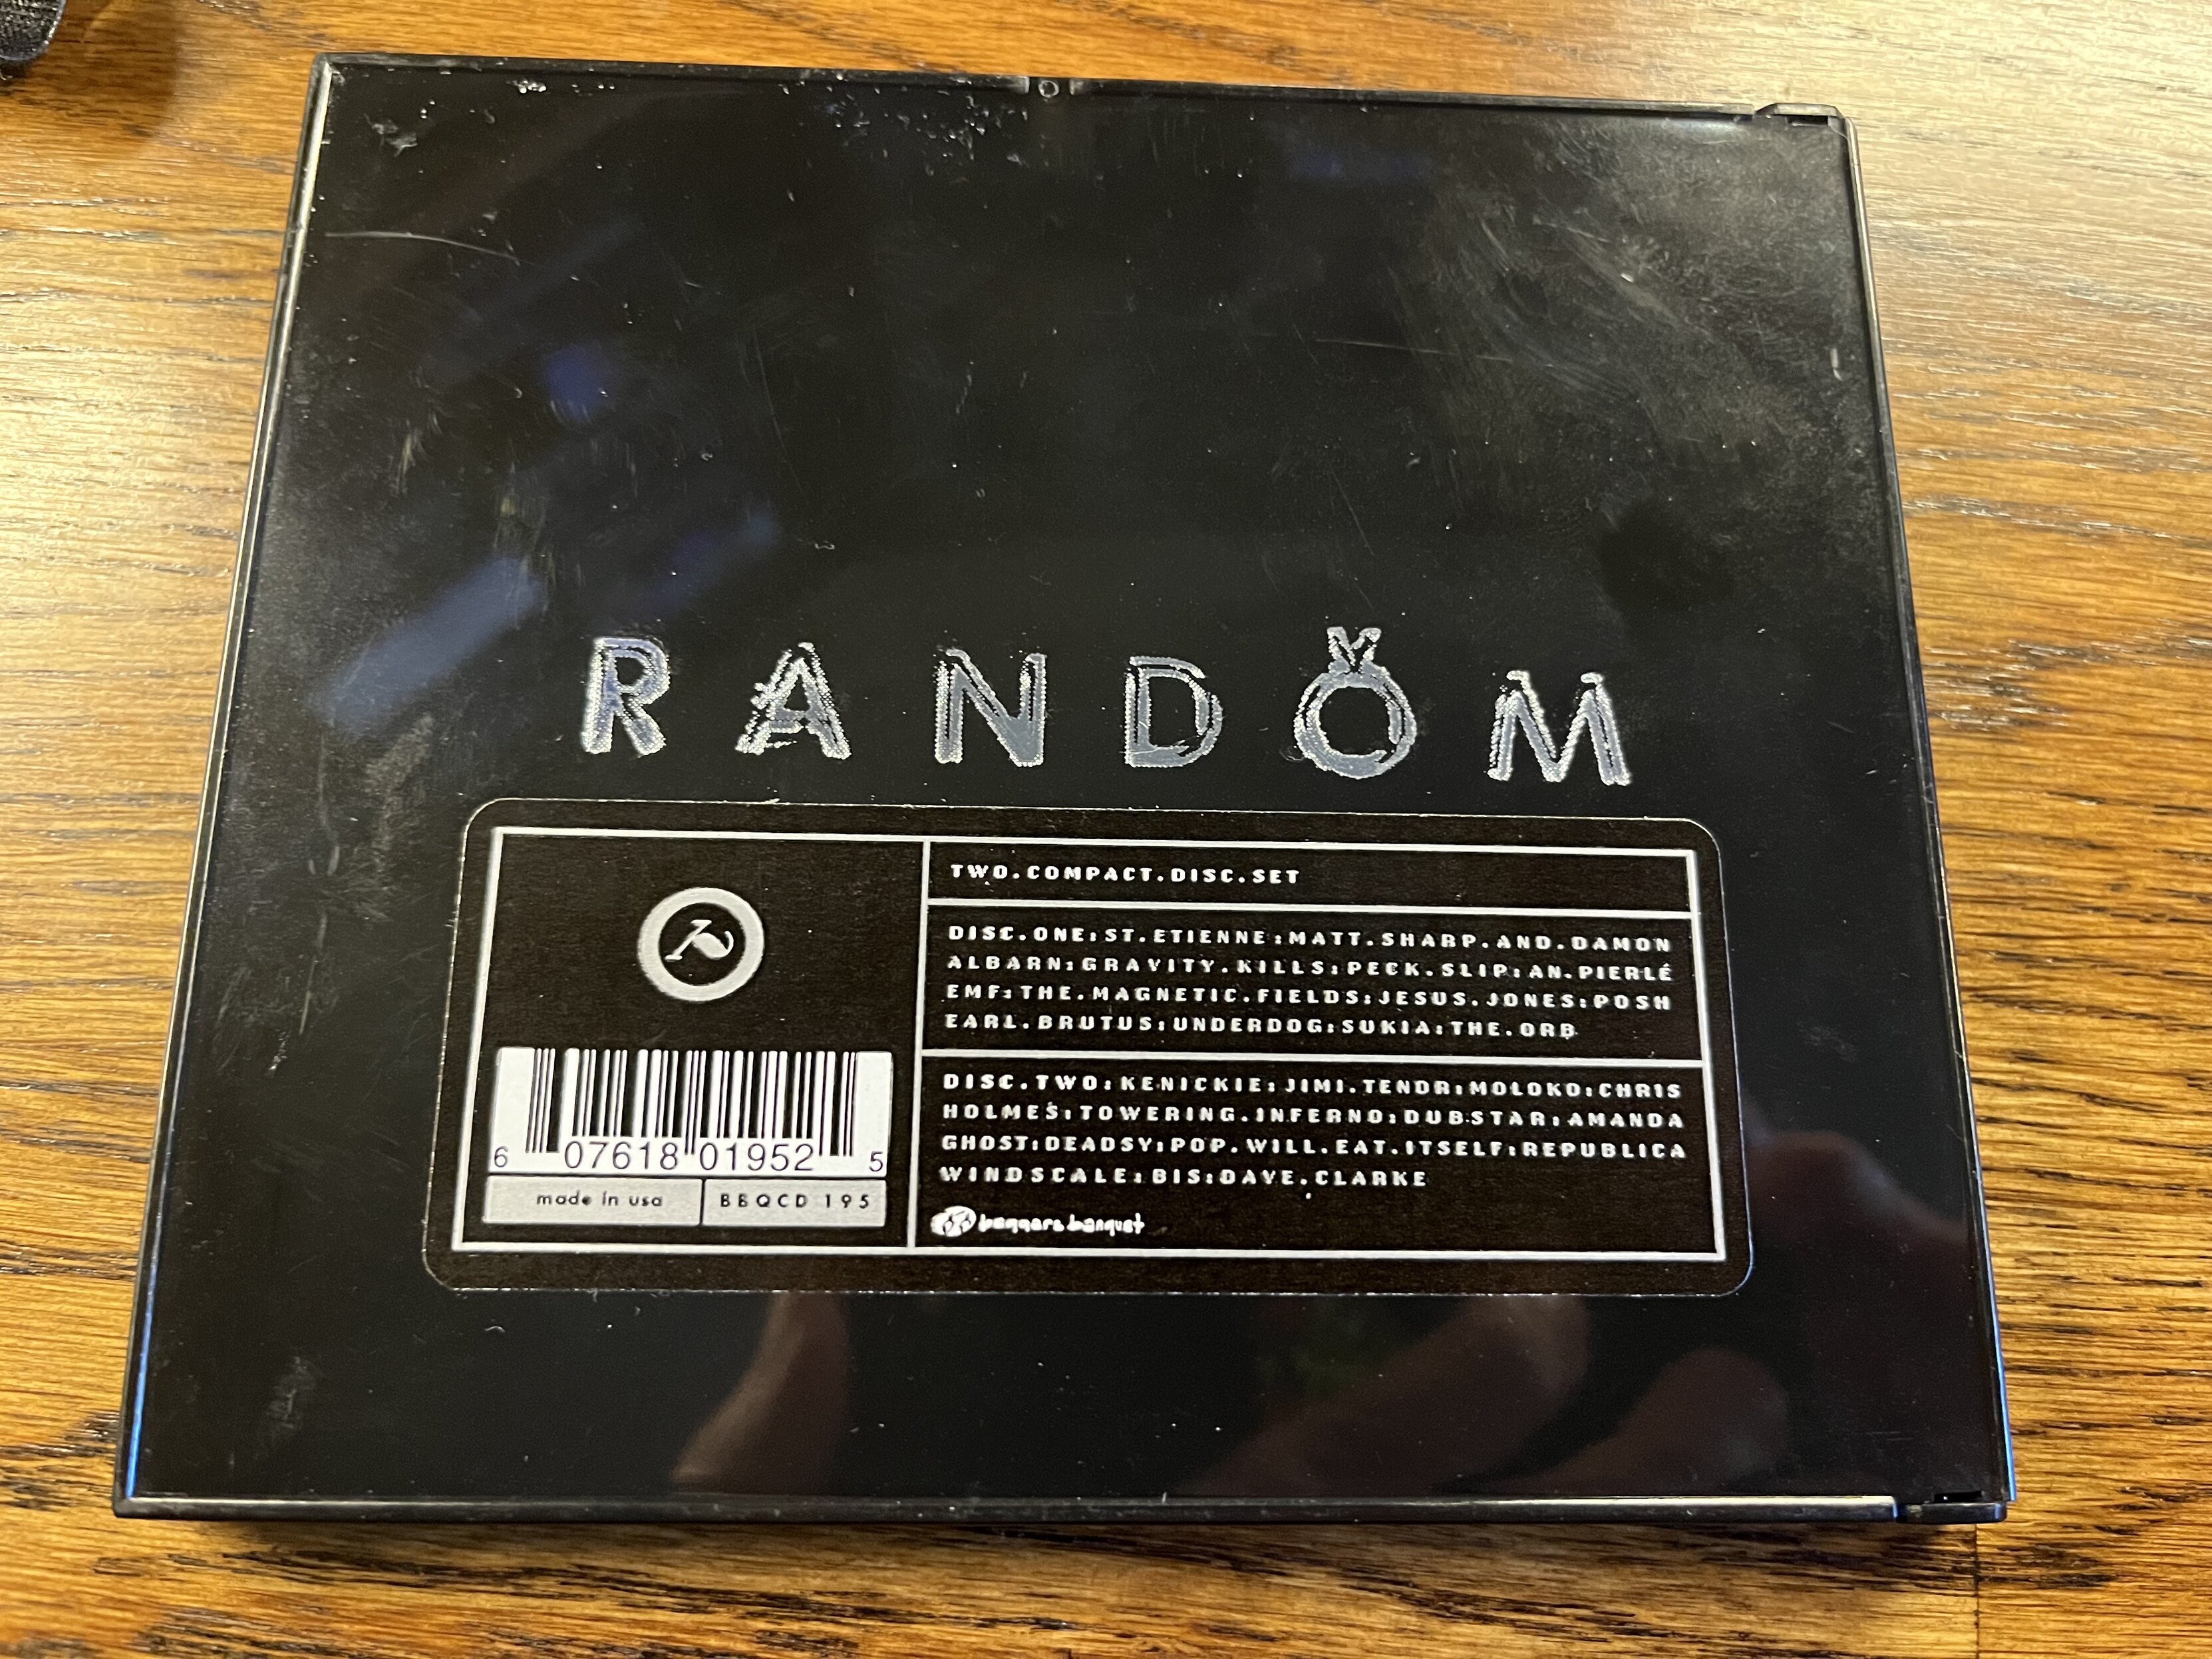 RANDǑM
TWO.COMPACT.DISC.SET
DISC.ONE:ST.ETIENNE:MATT.SHARP.AND.DAMON
ALBARN:GRAVITY.KILLS:PECK.SLIP:AN.PIERLÉ
EMF:THE.MAGNETIC.FIELDS:JESUS.JONES:POSH
EARL.BRUTUS:UNDERDOG:SUKIA:THE.ORB
DISC.TWO:KENICKIE:JIMI.TENOR:MOLOKO:CHRIS
HOLMES:TOWERING.INFERNO:DUBSTAR:AMANDA
GHOST:DEADSY:POP.WILL.EAT.ITSELF:REPUBLICA
WINDSCALE:BIS:DAVE.CLARKE
beggars banquet
6 07618 01952 5
made in usa BBQCD 195